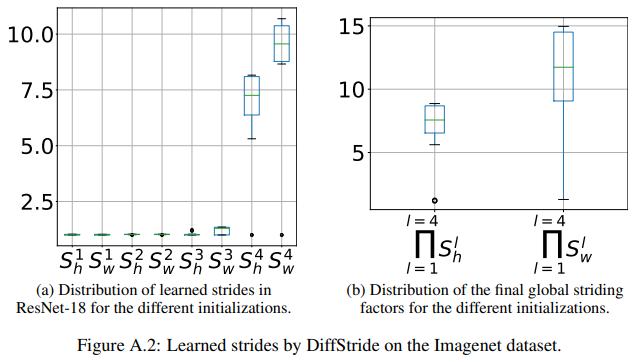 10.0
7.5
5.0
2.5
S_h^1 S_w^1 S_h^2 S_w^2 S_h^3 S_w^3 S_h^4 S_w^4
(a) Distribution of learned strides in
ResNet-18 for the different initializations.
15
10
5
l = 4 l = 4
∏ S_h^l ∏ S_w^l
l = 1 l = 1
(b) Distribution of the final global striding
factors for the different initializations.
Figure A.2: Learned strides by DiffStride on the Imagenet dataset.